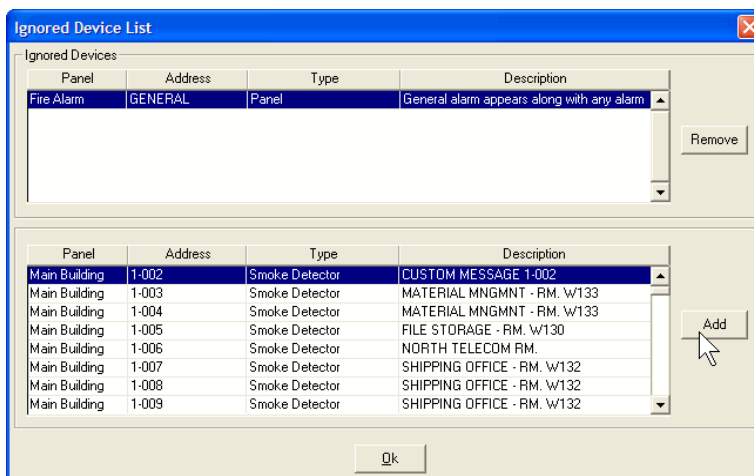 Ignored Device List
Ignored Devices
Panel Address Type Description
Fire Alarm GENERAL Panel General alarm appears along with any alarm
Remove
Panel Address Type Description
Main Building 1-002 Smoke Detector CUSTOM MESSAGE 1-002
Main Building 1-003 Smoke Detector MATERIAL MNGMNT - RM. W133
Main Building 1-004 Smoke Detector MATERIAL MNGMNT - RM. W133
Main Building 1-005 Smoke Detector FILE STORAGE - RM. W130
Add
Main Building 1-006 Smoke Detector NORTH TELECOM RM.
Main Building 1-007 Smoke Detector SHIPPING OFFICE - RM. W132
Main Building 1-008 Smoke Detector SHIPPING OFFICE - RM. W132
Main Building 1-009 Smoke Detector SHIPPING OFFICE - RM. W132
Ok